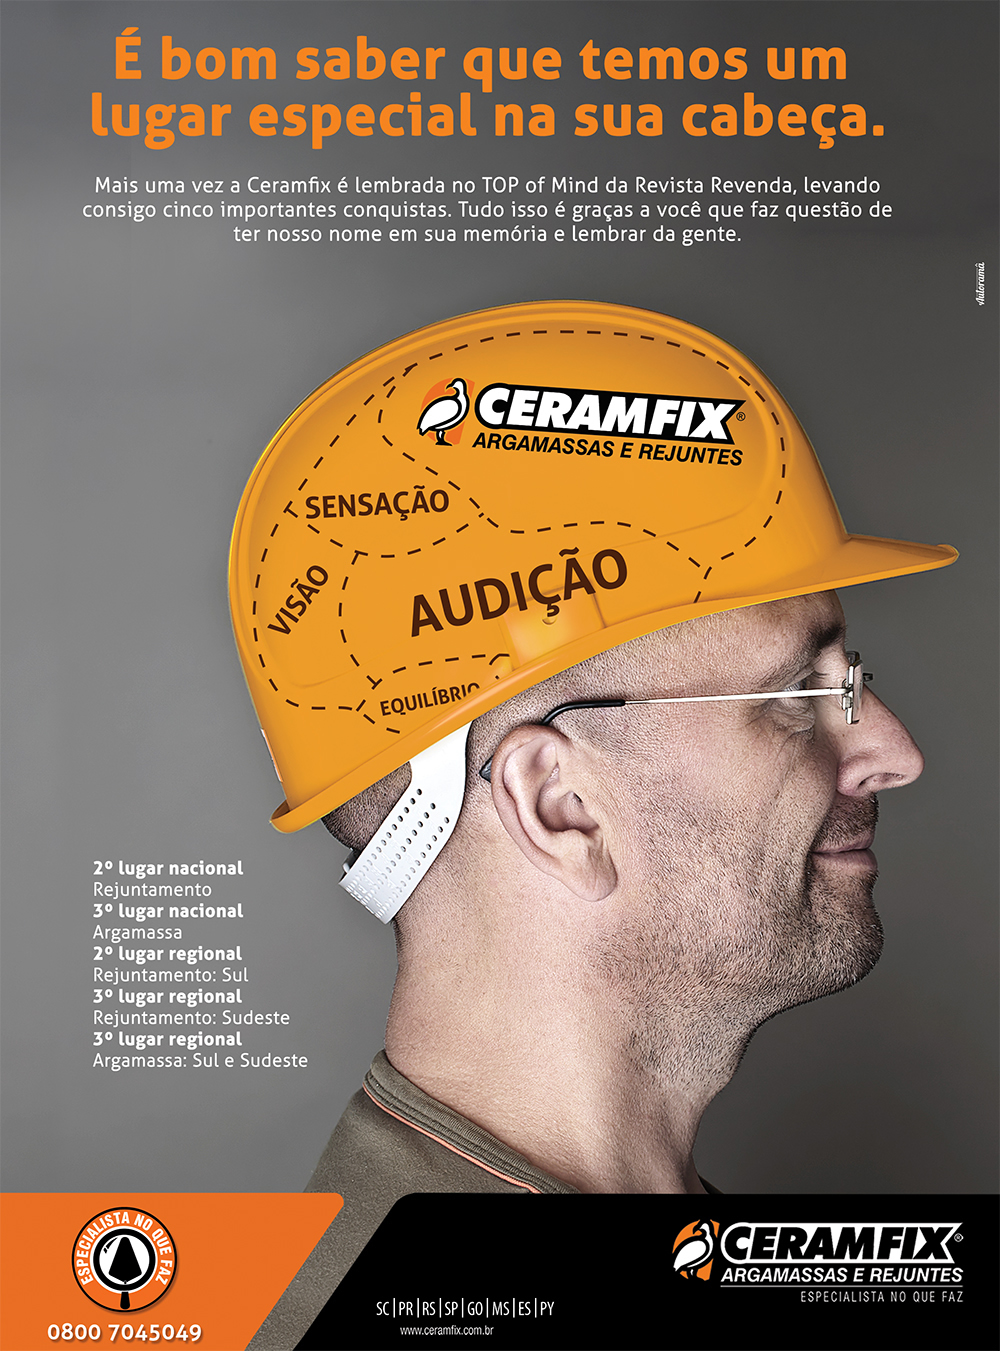 É bom saber que temos um
lugar especial na sua cabeça.
Mais uma vez a Ceramfix é lembrada no TOP of Mind da Revista Revenda, levando
consigo cinco importantes conquistas. Tudo isso é graças a você que faz questão de
ter nosso nome em sua memória e lembrar da gente.
Autoramã
CERAMFIX®
ARGAMASSAS E REJUNTES
SENSAÇÃO
VISÃO
AUDIÇÃO
EQUILÍBRIO
2º lugar nacional
Rejuntamento
3º lugar nacional
Argamassa
2º lugar regional
Rejuntamento: Sul
3º lugar regional
Rejuntamento: Sudeste
3º lugar regional
Argamassa: Sul e Sudeste
ESPECIALISTA NO QUE FAZ
0800 7045049
SC|PR|RS|SP|GO|MS|ES|PY
www.ceramfix.com.br
CERAMFIX®
ARGAMASSAS E REJUNTES
ESPECIALISTA NO QUE FAZ